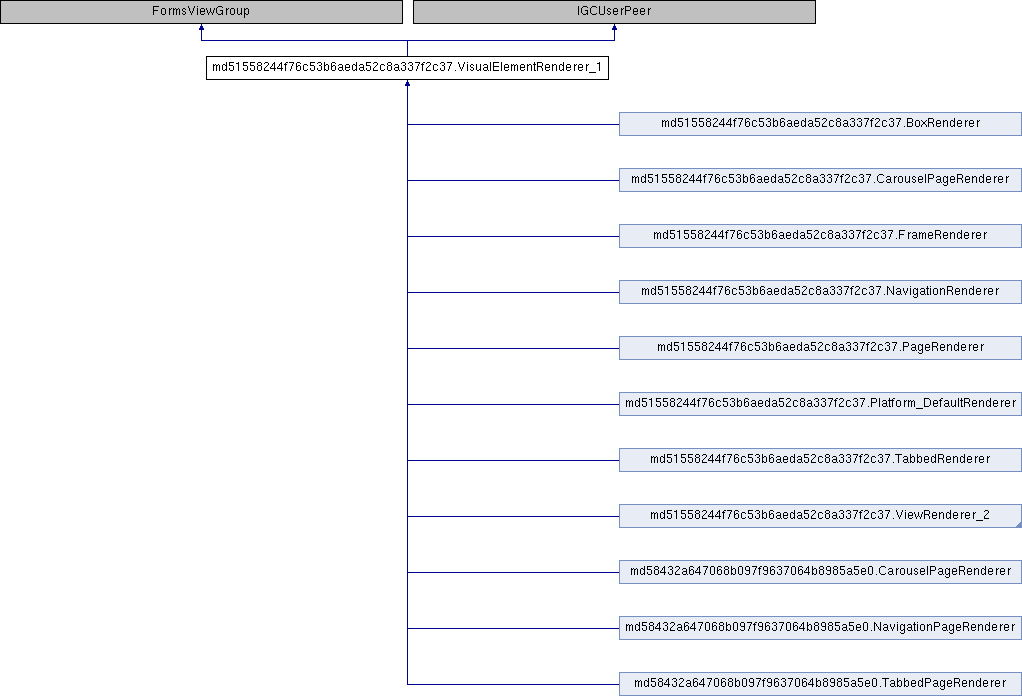 FormsViewGroup
IGCUserPeer
md51558244f76c53b6aeda52c8a337f2c37.VisualElementRenderer_1
md51558244f76c53b6aeda52c8a337f2c37.BoxRenderer
md51558244f76c53b6aeda52c8a337f2c37.CarouselPageRenderer
md51558244f76c53b6aeda52c8a337f2c37.FrameRenderer
md51558244f76c53b6aeda52c8a337f2c37.NavigationRenderer
md51558244f76c53b6aeda52c8a337f2c37.PageRenderer
md51558244f76c53b6aeda52c8a337f2c37.Platform_DefaultRenderer
md51558244f76c53b6aeda52c8a337f2c37.TabbedRenderer
md51558244f76c53b6aeda52c8a337f2c37.ViewRenderer_2
md58432a647068b097f9637064b8985a5e0.CarouselPageRenderer
md58432a647068b097f9637064b8985a5e0.NavigationPageRenderer
md58432a647068b097f9637064b8985a5e0.TabbedPageRenderer